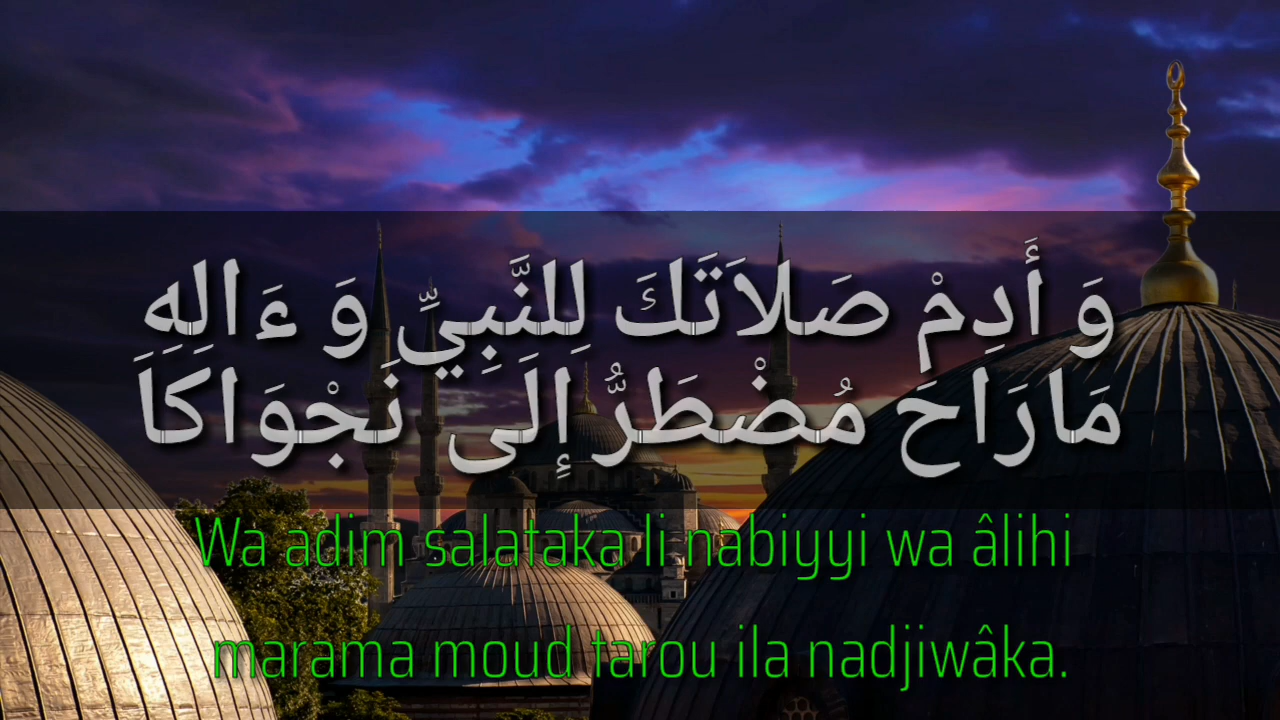 وَ أَدِمْ صَلاَتَكَ لِلنَّبِيِّ وَ ءَالِهِ
مَارَاحَ مُضْطَرُّ إِلَى نَجْوَاكَاَ
Wa adim salataka li nabiyyi wa âlihi
marama moud tarou ila nadjiwâka.